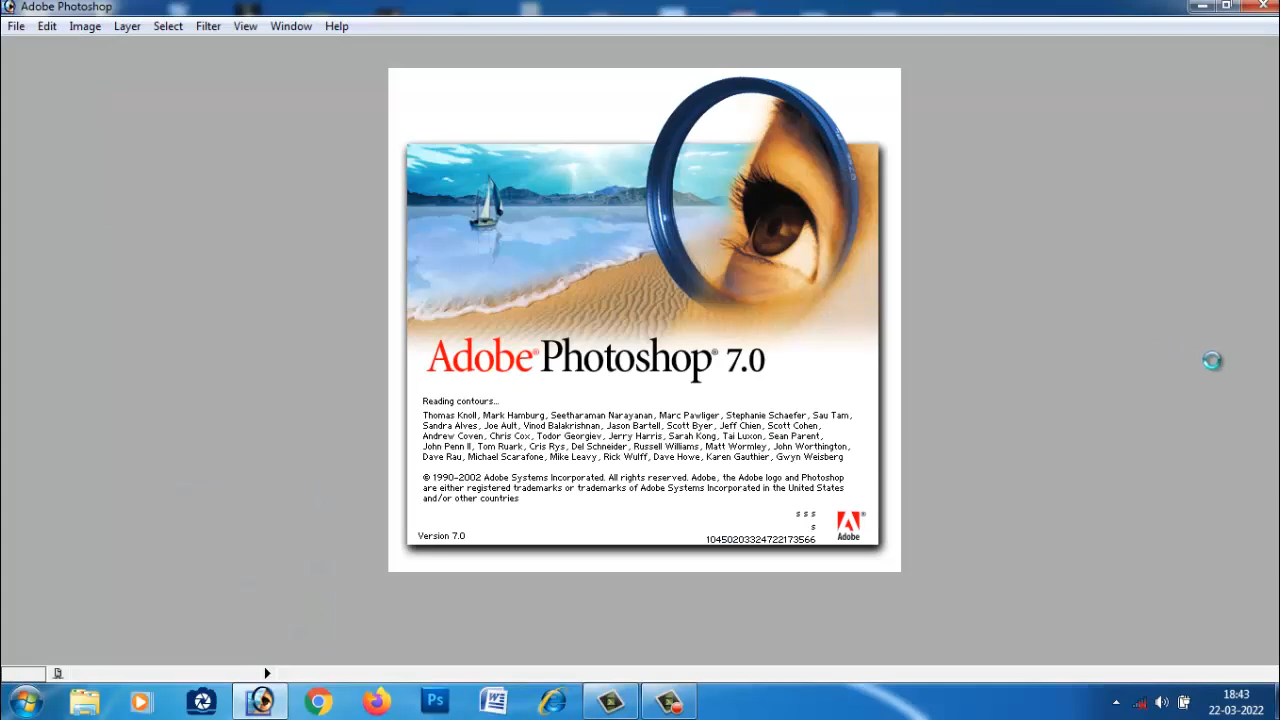 Adobe Photoshop
File Edit Image Layer Select Filter View Window Help
Adobe® Photoshop® 7.0
Reading contours...
Thomas Knoll, Mark Hamburg, Seetharaman Narayanan, Marc Pawliger, Stephanie Schaefer, Sau Tam,
Sandra Alves, Joe Ault, Vinod Balakrishnan, Jason Bartell, Scott Byer, Jeff Chien, Scott Cohen,
Andrew Coven, Chris Cox, Todor Georgiev, Jerry Harris, Sarah Kong, Tai Luxon, Sean Parent,
John Penn II, Tom Ruark, Cris Rys, Del Schneider, Russell Williams, Matt Wormley, John Worthington,
Dave Rau, Michael Scarafone, Mike Leavy, Rick Wulff, Dave Howe, Karen Gauthier, Gwyn Weisberg
© 1990-2002 Adobe Systems Incorporated. All rights reserved. Adobe, the Adobe logo and Photoshop
are either registered trademarks or trademarks of Adobe Systems Incorporated in the United States
and/or other countries
s s s
s
Version 7.0
10450203324722173566
Adobe
Ps
18:43
22-03-2022